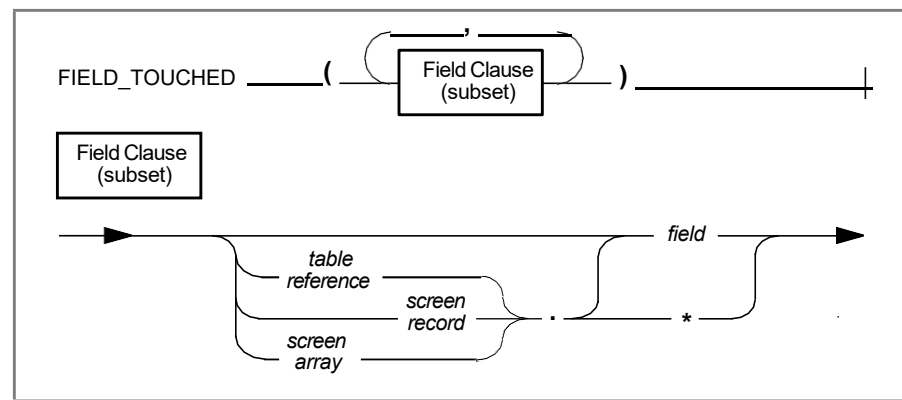 ,
FIELD_TOUCHED ( Field Clause )
(subset)
Field Clause
(subset)
field
table
reference
screen
record . *
screen
array